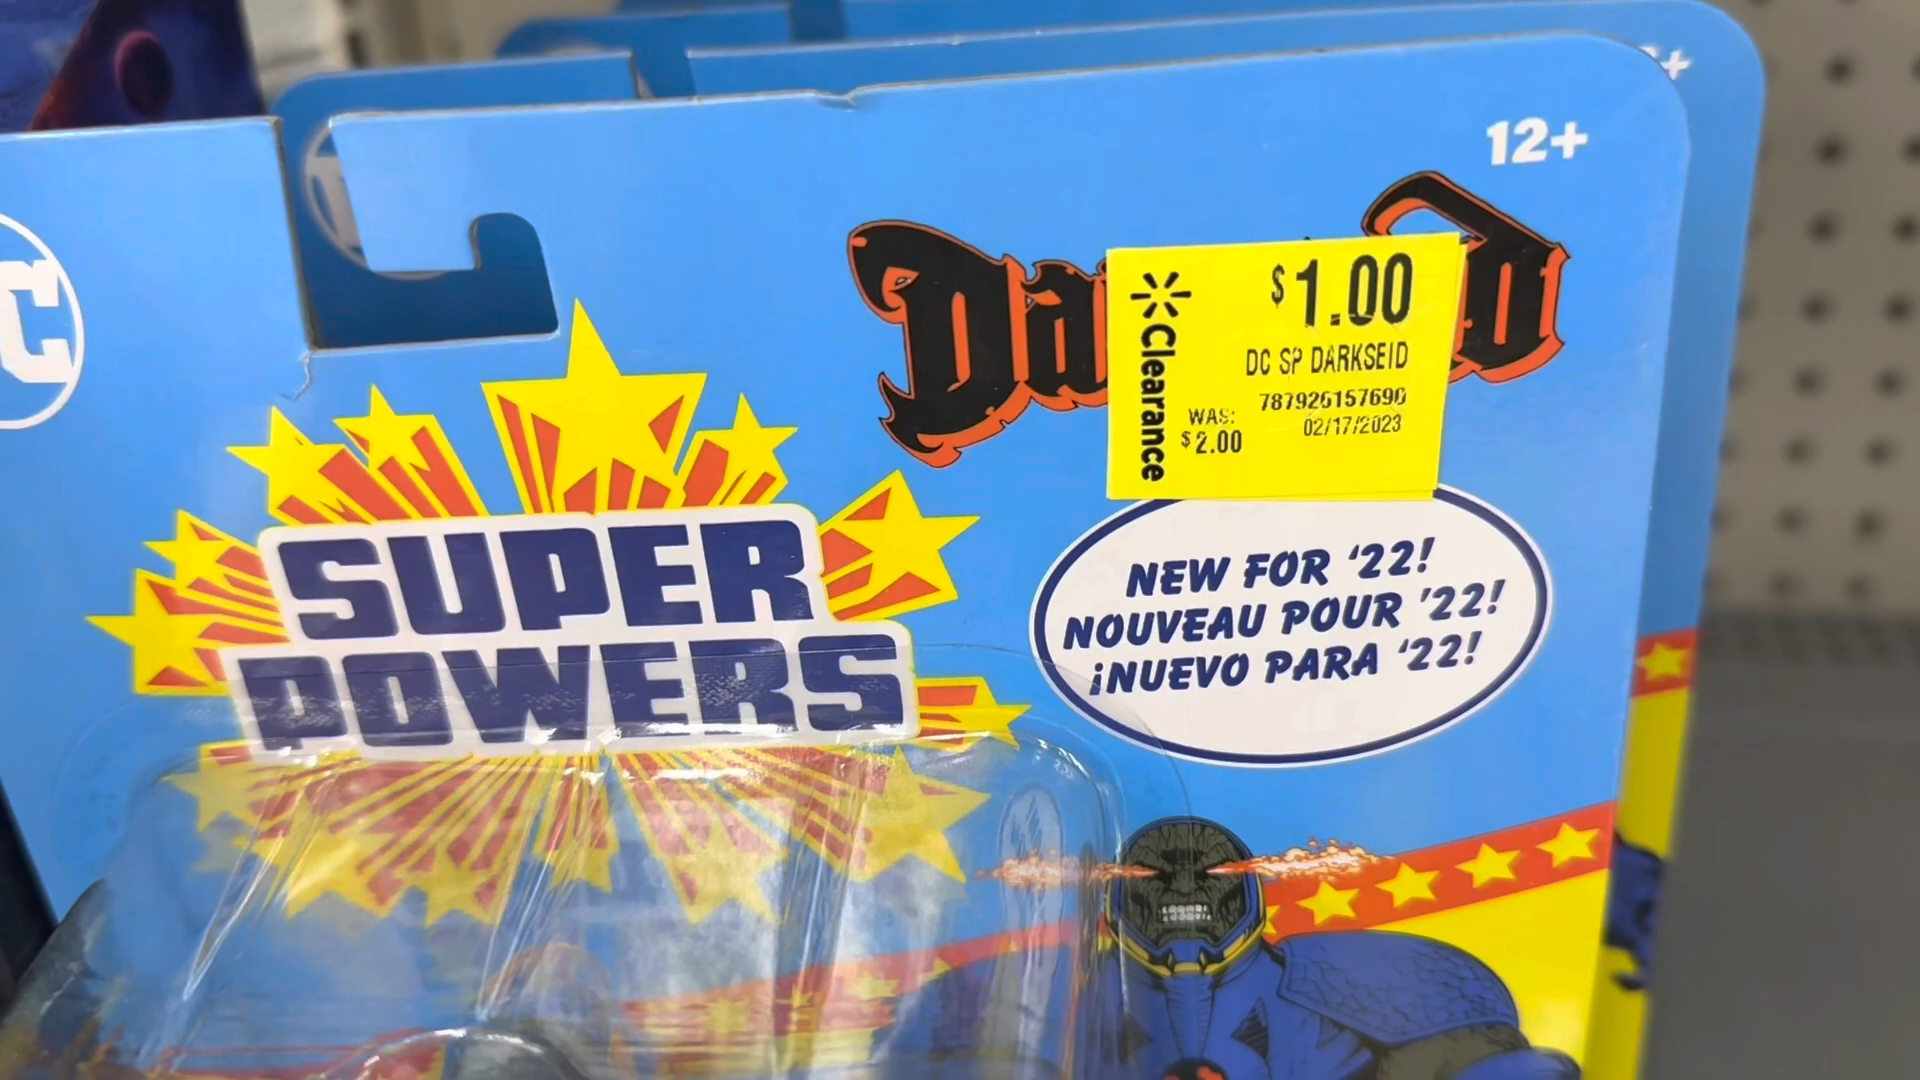 12+
Da
D
$1.00
DC SP DARKSEID
787926157690
WAS:
$2.00
02/17/2023
Clearance
C
SUPER
POWERS
NEW FOR ‘22!
NOUVEAU POUR ’22!
¡NUEVO PARA ‘22!